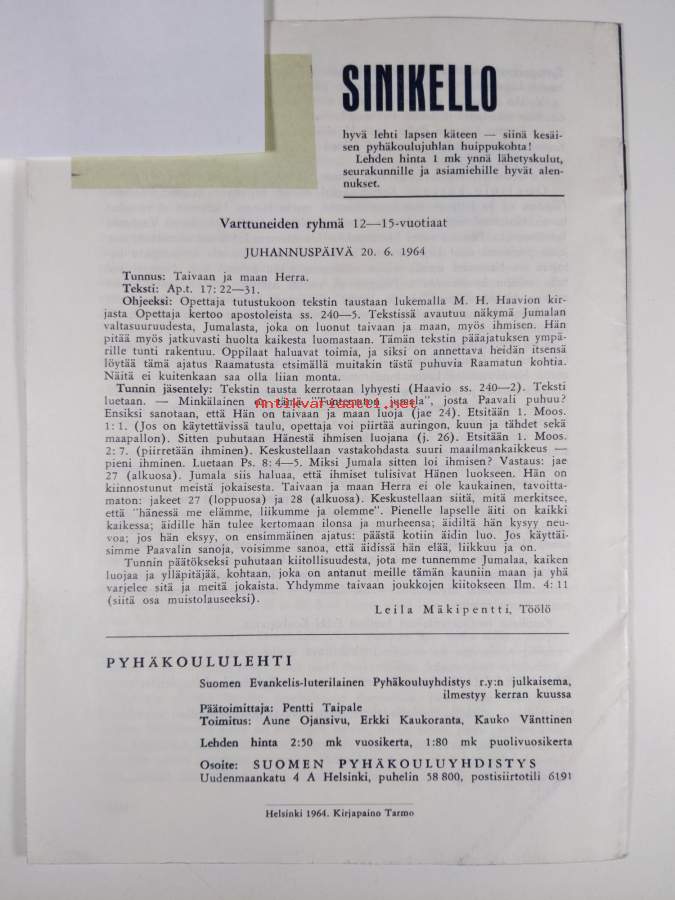 SINIKELLO
hyvä lehti lapsen käteen — siinä kesäi-
sen pyhäkoulujuhlan huippukohta!
Lehden hinta 1 mk ynnä lähetyskulut,
seurakunnille ja asiamiehille hyvät alen-
nukset.
Varttuneiden ryhmä 12—15-vuotiaat
JUHANNUSPÄIVÄ 20. 6. 1964
Tunnus: Taivaan ja maan Herra.
Teksti: Ap.t. 17: 22—31.
Ohjeeksi: Opettaja tutustukoon tekstin taustaan lukemalla M. H. Haavion kir-
jasta Opettaja kertoo apostoleista ss. 240—5. Tekstissä avautuu näkymä Jumalan
valtasuuruudesta, Jumalasta, joka on luonut taivaan ja maan, myös ihmisen. Hän
pitää myös jatkuvasti huolta kaikesta luomastaan. Tämän tekstin pääajatuksen ympä-
rille tunti rakentuu. Oppilaat haluavat toimia, ja siksi on annettava heidän itsensä
löytää tämä ajatus Raamatusta etsimällä muitakin tästä puhuvia Raamatun kohtia.
Näitä ei kuitenkaan saa olla liian monta.
Tunnin jäsentely: Tekstin tausta kerrotaan lyhyesti (Haavio ss. 240—2). Teksti
luetaan. — Minkälainen on tämä "Tuntematon jumala", josta Paavali puhuu?
Antikvariaatti.net
Ensiksi sanotaan, että Hän on taivaan ja maan luoja (jae 24). Etsitään 1. Moos.
1: 1. (Jos on käytettävissä taulu, opettaja voi piirtää auringon, kuun ja tähdet sekä
maapallon). Sitten puhutaan Hänestä ihmisen luojana (j. 26). Etsitään 1. Moos.
2: 7. (piirretään ihminen). Keskustellaan vastakohdasta suuri maailmankaikkeus —
pieni ihminen. Luetaan Ps. 8: 4—5. Miksi Jumala sitten loi ihmisen? Vastaus: jae
27 (alkuosa). Jumala siis haluaa, että ihmiset tulisivat Hänen luokseen. Hän on
kiinnostunut meistä jokaisesta. Taivaan ja maan Herra ei ole kaukainen, tavoitta-
maton: jakeet 27 (loppuosa) ja 28 (alkuosa). Keskustellaan siitä, mitä merkitsee,
että "hänessä me elämme, liikumme ja olemme". Pienelle lapselle äiti on kaikki
kaikessa; äidille hän tulee kertomaan ilonsa ja murheensa; äidiltä hän kysyy neu-
voa; jos hän eksyy, on ensimmäinen ajatus: päästä kotiin äidin luo. Jos käyttäi-
simme Paavalin sanoja, voisimme sanoa, että äidissä hän elää, liikkuu ja on.
Tunnin päätökseksi puhutaan kiitollisuudesta, jota me tunnemme Jumalaa, kaiken
luojaa ja ylläpitäjää, kohtaan, joka on antanut meille tämän kauniin maan ja yhä
varjelee sitä ja meitä jokaista. Yhdymme taivaan joukkojen kiitokseen Ilm. 4: 11
(siitä osa muistolauseeksi).
Leila Mäkipentti, Töölö
PYHÄKOULULEHTI
Suomen Evankelis-luterilainen Pyhäkouluyhdistys r.y:n julkaisema,
ilmestyy kerran kuussa
Päätoimittaja: Pentti Taipale
Toimitus: Aune Ojansivu, Erkki Kaukoranta, Kauko Vänttinen
Lehden hinta 2:50 mk vuosikerta, 1:80 mk puolivuosikerta
Osoite: SUOMEN PYHÄKOULUYHDISTYS
Uudenmaankatu 4 A Helsinki, puhelin 58 800, postisiirtotili 6191
Helsinki 1964. Kirjapaino Tarmo